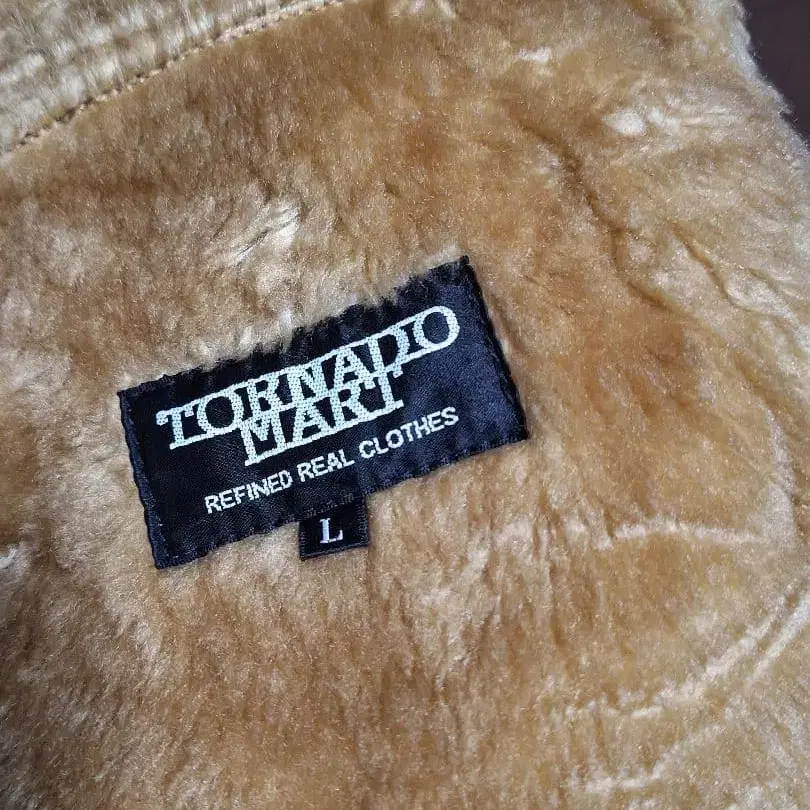 TORNADO
MART
REFINED REAL CLOTHES
L